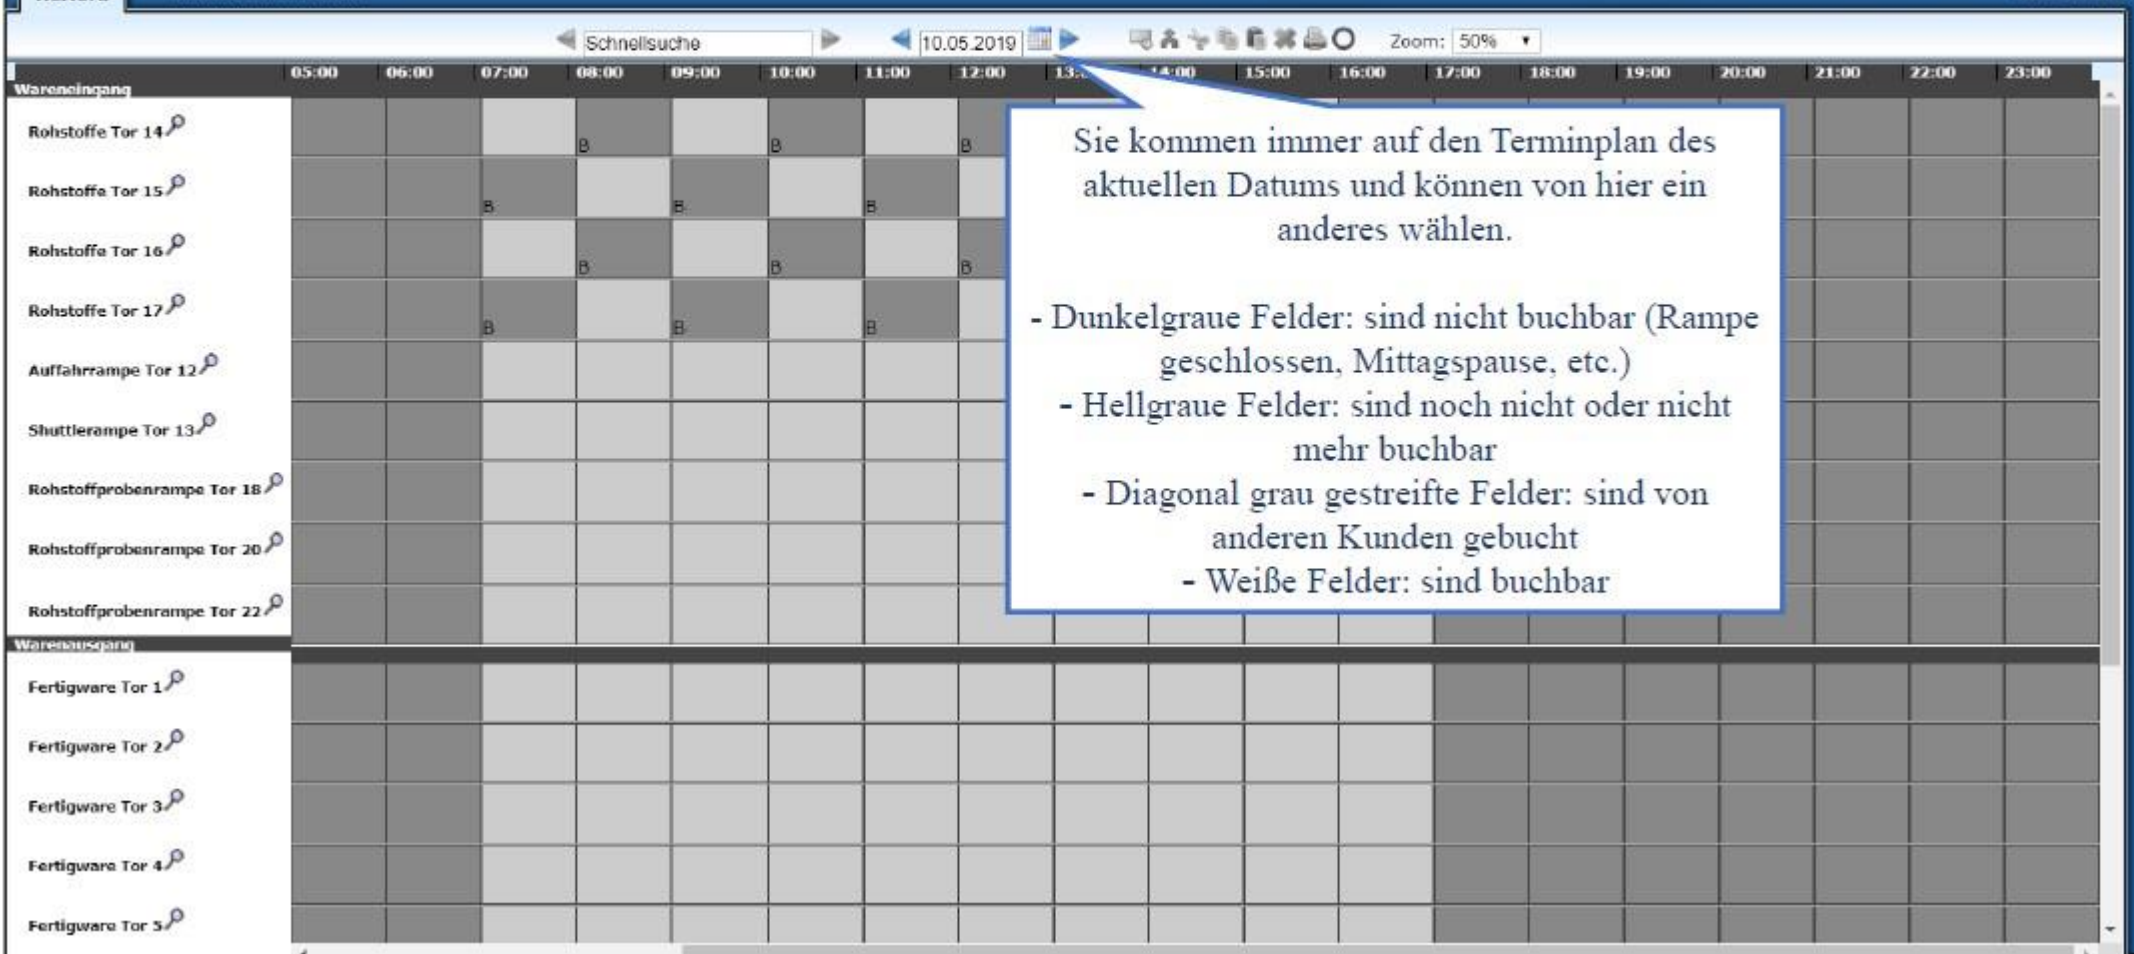 Schnellsuche 10.05.2019 Zoom: 50%
05:00 06:00 07:00 08:00 09:00 10:00 11:00 12:00 14:00 15:00 16:00 17:00 18:00 19:00 20:00 21:00 22:00 23:00
Wareneingang
Rohstoffe Tor 14
B B B
Rohstoffe Tor 15
B B B
Rohstoffe Tor 16
B B B
Rohstoffe Tor 17
B B B
Auffahrrampe Tor 12
Shuttlerampe Tor 13
Rohstoffprobenrampe Tor 18
Rohstoffprobenrampe Tor 20
Rohstoffprobenrampe Tor 22
Warenausgang
Fertigware Tor 1
Fertigware Tor 2
Fertigware Tor 3
Fertigware Tor 4
Fertigware Tor 5
Sie kommen immer auf den Terminplan des
aktuellen Datums und können von hier ein
anderes wählen.
- Dunkelgraue Felder: sind nicht buchbar (Rampe
geschlossen, Mittagspause, etc.)
- Hellgraue Felder: sind noch nicht oder nicht
mehr buchbar
- Diagonal grau gestreifte Felder: sind von
anderen Kunden gebucht
- Weiße Felder: sind buchbar